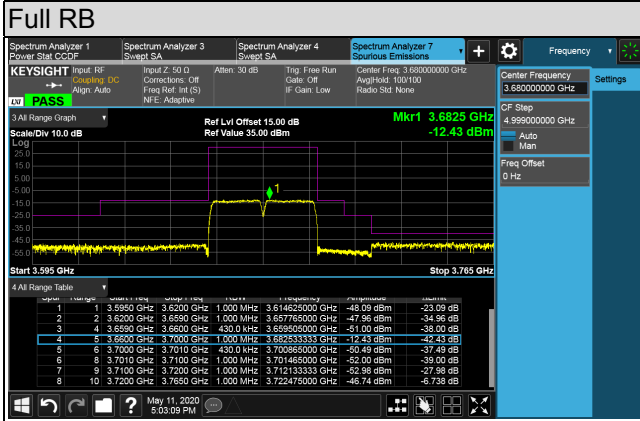 Full RB
Spectrum Analyzer 1
Power Stat CCDF
Spectrum Analyzer 3
Swept SA
Spectrum Analyzer 4
Swept SA
Spectrum Analyzer 7
Spurious Emissions
Frequency
KEYSIGHT
Input: RF
Coupling: DC
Align: Auto
Input Z: 50 Ω
Corrections: Off
Freq Ref: Int (S)
NFE: Adaptive
Atten: 30 dB
Trig: Free Run
Gate: Off
IF Gain: Low
Center Freq: 3.680000000 GHz
Avg|Hold: 100/100
Radio Std: None
LXI PASS
Center Frequency
3.680000000 GHz
Settings
CF Step
4.999000000 GHz
Auto
Man
Freq Offset
0 Hz
3 All Range Graph
Scale/Div 10.0 dB
Ref Lvl Offset 15.00 dB
Ref Value 35.00 dBm
Mkr1 3.6825 GHz
-12.43 dBm
Log
25.0
15.0
5.00
-5.00
-15.0
-25.0
-35.0
-45.0
-55.0
1
Start 3.595 GHz
Stop 3.765 GHz
4 All Range Table
Spur Range Start Freq Stop Freq RBW Frequency Amplitude ΔLimit
1 1 3.5950 GHz 3.6200 GHz 1.000 MHz 3.614625000 GHz -48.09 dBm -23.09 dB
2 2 3.6200 GHz 3.6590 GHz 1.000 MHz 3.657765000 GHz -47.96 dBm -34.96 dB
3 4 3.6590 GHz 3.6600 GHz 430.0 kHz 3.659505000 GHz -51.00 dBm -38.00 dB
4 5 3.6600 GHz 3.7000 GHz 1.000 MHz 3.682533333 GHz -12.43 dBm -42.43 dB
5 6 3.7000 GHz 3.7010 GHz 430.0 kHz 3.700865000 GHz -50.49 dBm -37.49 dB
6 8 3.7010 GHz 3.7100 GHz 1.000 MHz 3.701465000 GHz -52.00 dBm -39.00 dB
7 9 3.7100 GHz 3.7200 GHz 1.000 MHz 3.712133333 GHz -52.98 dBm -27.98 dB
8 10 3.7200 GHz 3.7650 GHz 1.000 MHz 3.722475000 GHz -46.74 dBm -6.738 dB
?
May 11, 2020
5:03:09 PM